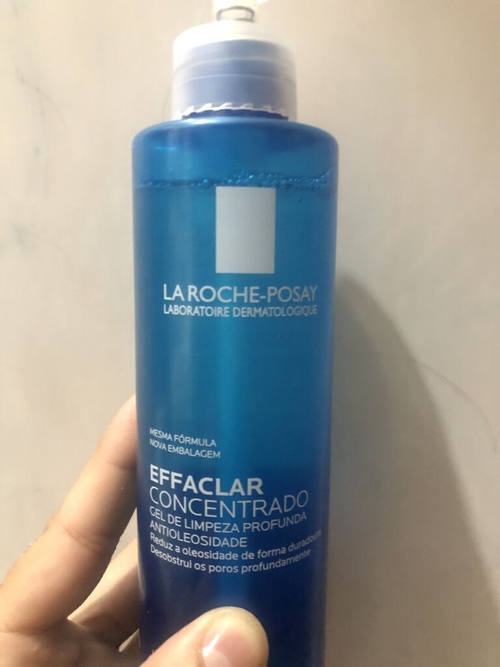 LA ROCHE-POSAY
LABORATOIRE DERMATOLOGIQUE
MESMA FÓRMULA
NOVA EMBALAGEM
EFFACLAR
CONCENTRADO
GEL DE LIMPEZA PROFUNDA
ANTIOLEOSIDADE
Reduz a oleosidade de forma duradoura
Desobstrui os poros profundamente